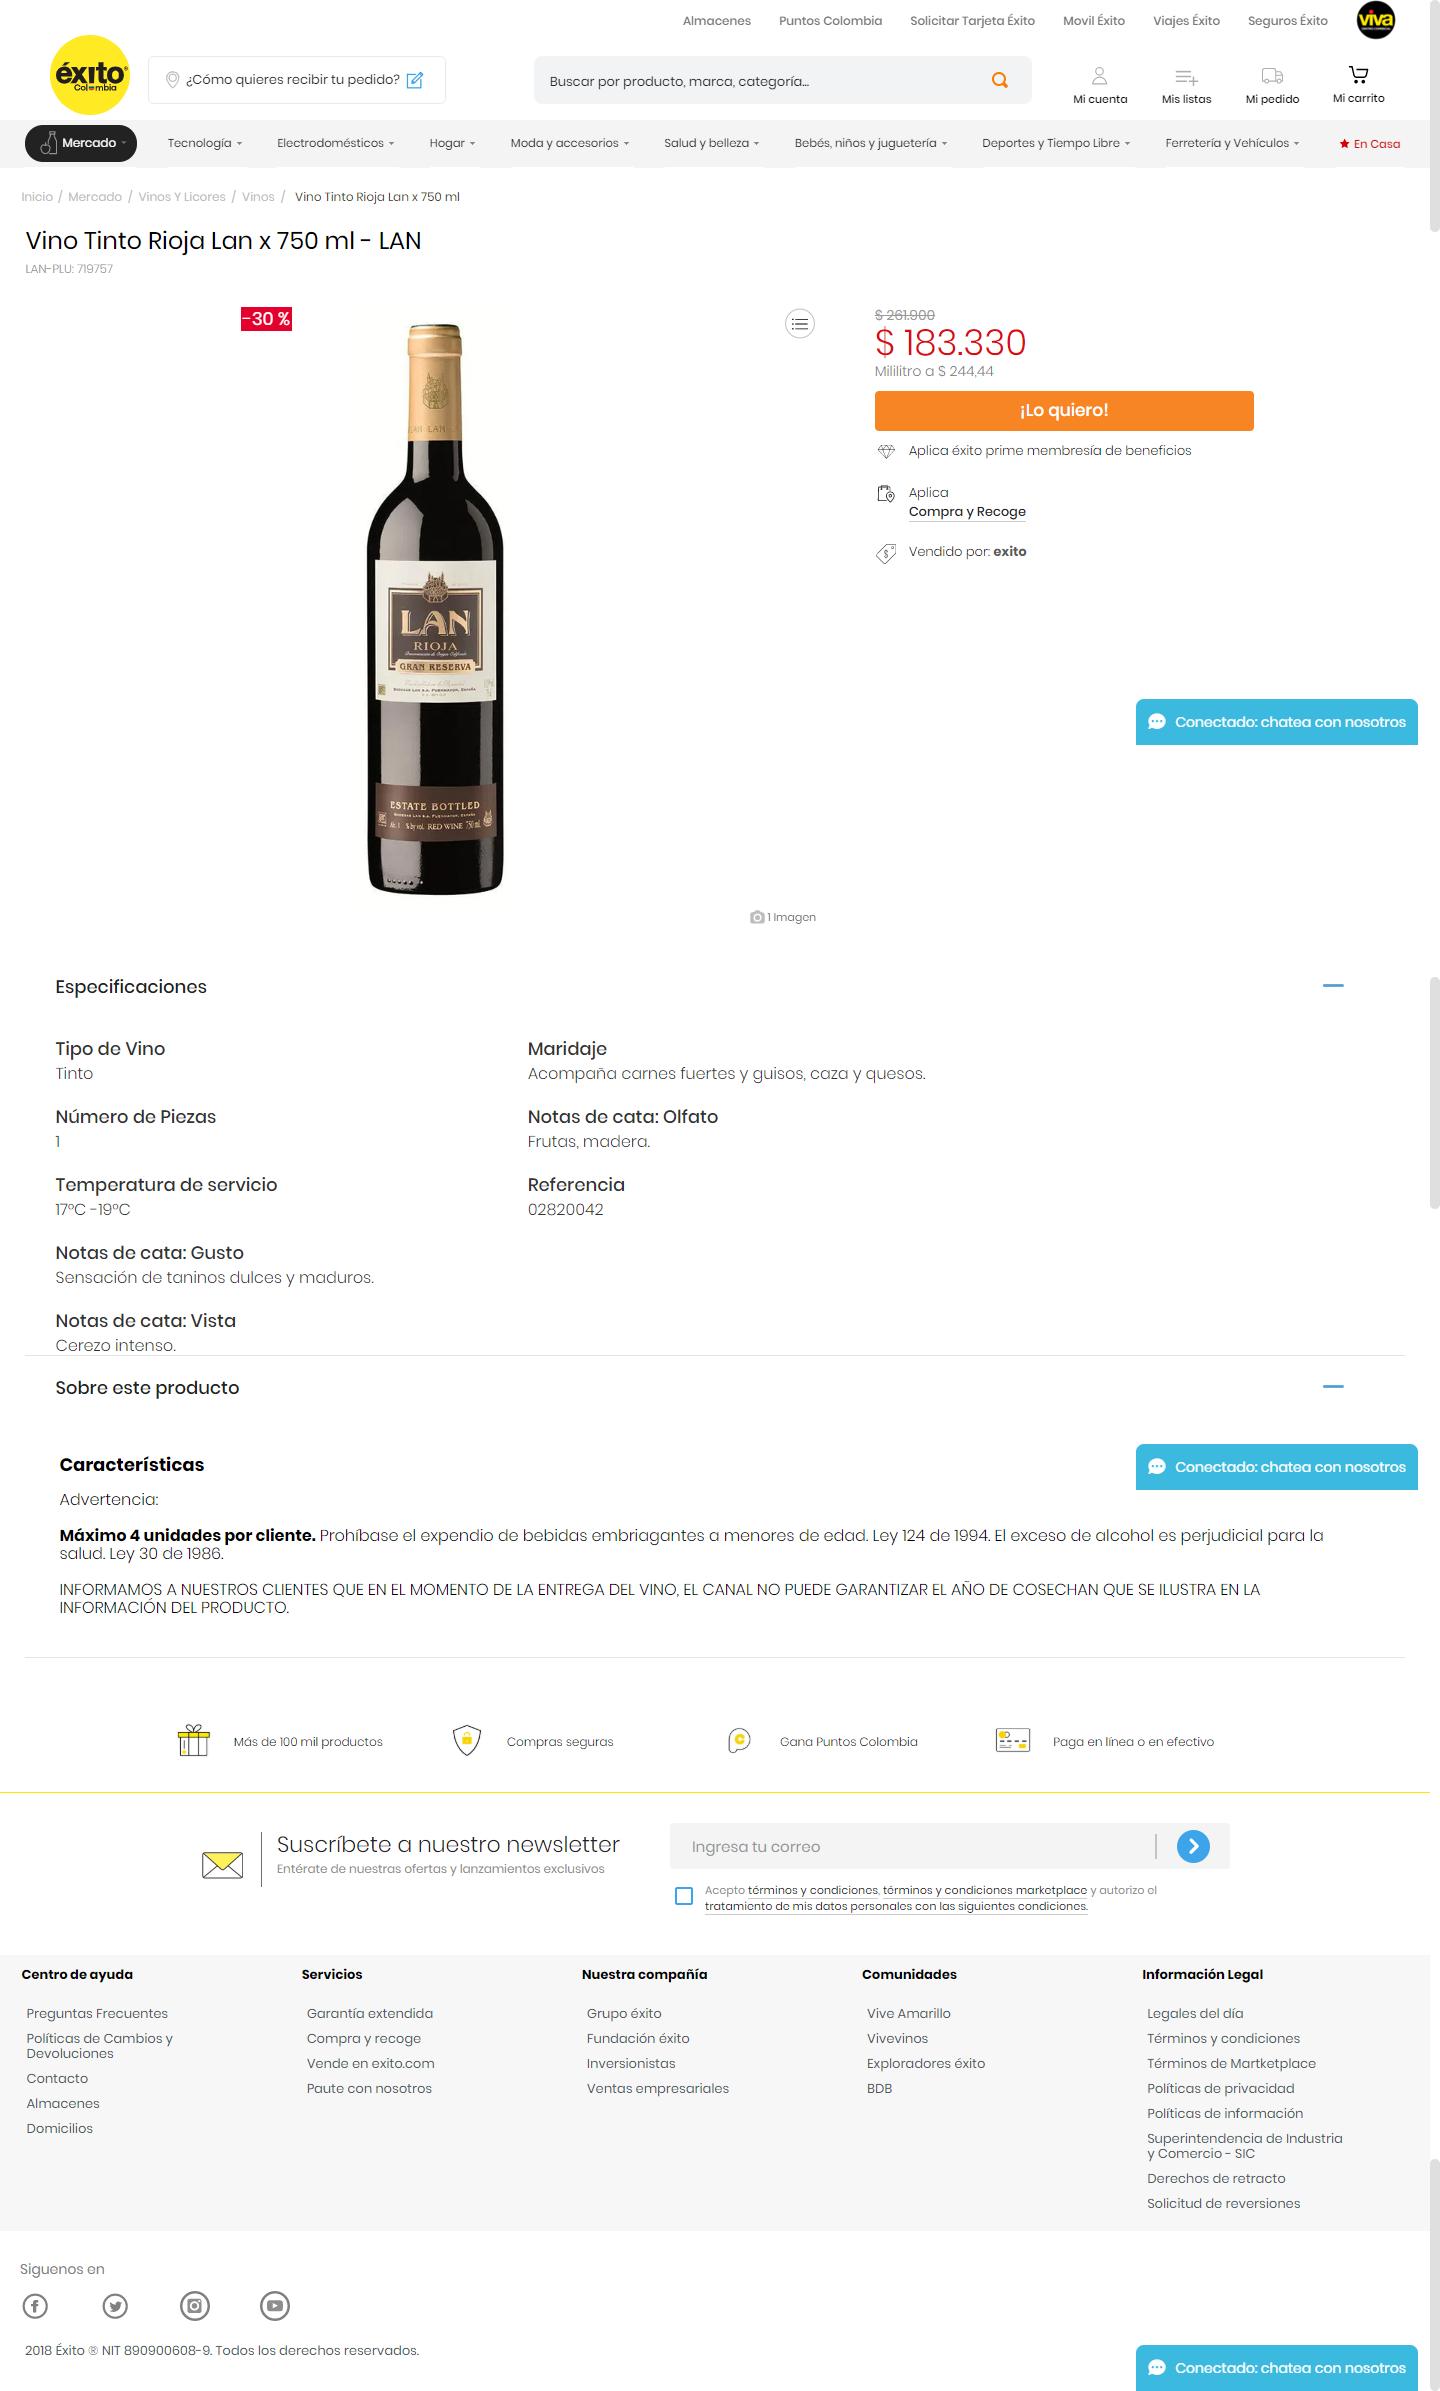 Almacenes Puntos Colombia Solicitar Tarjeta Éxito Movil Éxito Viajes Éxito Seguros Éxito viva
éxito
Colombia
¿Cómo quieres recibir tu pedido?
Buscar por producto, marca, categoría...
Mi cuenta Mis listas Mi pedido Mi carrito
Mercado Tecnología Electrodomésticos Hogar Moda y accesorios Salud y belleza Bebés, niños y juguetería Deportes y Tiempo Libre Ferretería y Vehículos En Casa
Inicio / Mercado / Vinos Y Licores / Vinos / Vino Tinto Rioja Lan x 750 ml
Vino Tinto Rioja Lan x 750 ml - LAN
LAN-PLU: 719757
-30 %
LAN LAN
LAN
RIOJA
GRAN RESERVA
ESTATE BOTTLED
RED WINE 750 ml
1 Imagen
$ 261.900
$ 183.330
Mililitro a $ 244,44
¡Lo quiero!
Aplica éxito prime membresía de beneficios
Aplica
Compra y Recoge
Vendido por: exito
Conectado: chatea con nosotros
Especificaciones
Tipo de Vino
Tinto
Maridaje
Acompaña carnes fuertes y guisos, caza y quesos.
Número de Piezas
1
Notas de cata: Olfato
Frutas, madera.
Temperatura de servicio
17°C -19°C
Referencia
02820042
Notas de cata: Gusto
Sensación de taninos dulces y maduros.
Notas de cata: Vista
Cerezo intenso.
Sobre este producto
Características
Conectado: chatea con nosotros
Advertencia:
Máximo 4 unidades por cliente. Prohíbase el expendio de bebidas embriagantes a menores de edad. Ley 124 de 1994. El exceso de alcohol es perjudicial para la
salud. Ley 30 de 1986.
INFORMAMOS A NUESTROS CLIENTES QUE EN EL MOMENTO DE LA ENTREGA DEL VINO, EL CANAL NO PUEDE GARANTIZAR EL AÑO DE COSECHAN QUE SE ILUSTRA EN LA
INFORMACIÓN DEL PRODUCTO.
Más de 100 mil productos Compras seguras Gana Puntos Colombia Paga en línea o en efectivo
Suscríbete a nuestro newsletter
Entérate de nuestras ofertas y lanzamientos exclusivos
Ingresa tu correo
Acepto términos y condiciones, términos y condiciones marketplace y autorizo el
tratamiento de mis datos personales con las siguientes condiciones.
Centro de ayuda
Preguntas Frecuentes
Políticas de Cambios y
Devoluciones
Contacto
Almacenes
Domicilios
Servicios
Garantía extendida
Compra y recoge
Vende en exito.com
Paute con nosotros
Nuestra compañía
Grupo éxito
Fundación éxito
Inversionistas
Ventas empresariales
Comunidades
Vive Amarillo
Vivevinos
Exploradores éxito
BDB
Información Legal
Legales del día
Términos y condiciones
Términos de Martketplace
Políticas de privacidad
Políticas de información
Superintendencia de Industria
y Comercio - SIC
Derechos de retracto
Solicitud de reversiones
Siguenos en
2018 Éxito ® NIT 890900608-9. Todos los derechos reservados.
Conectado: chatea con nosotros